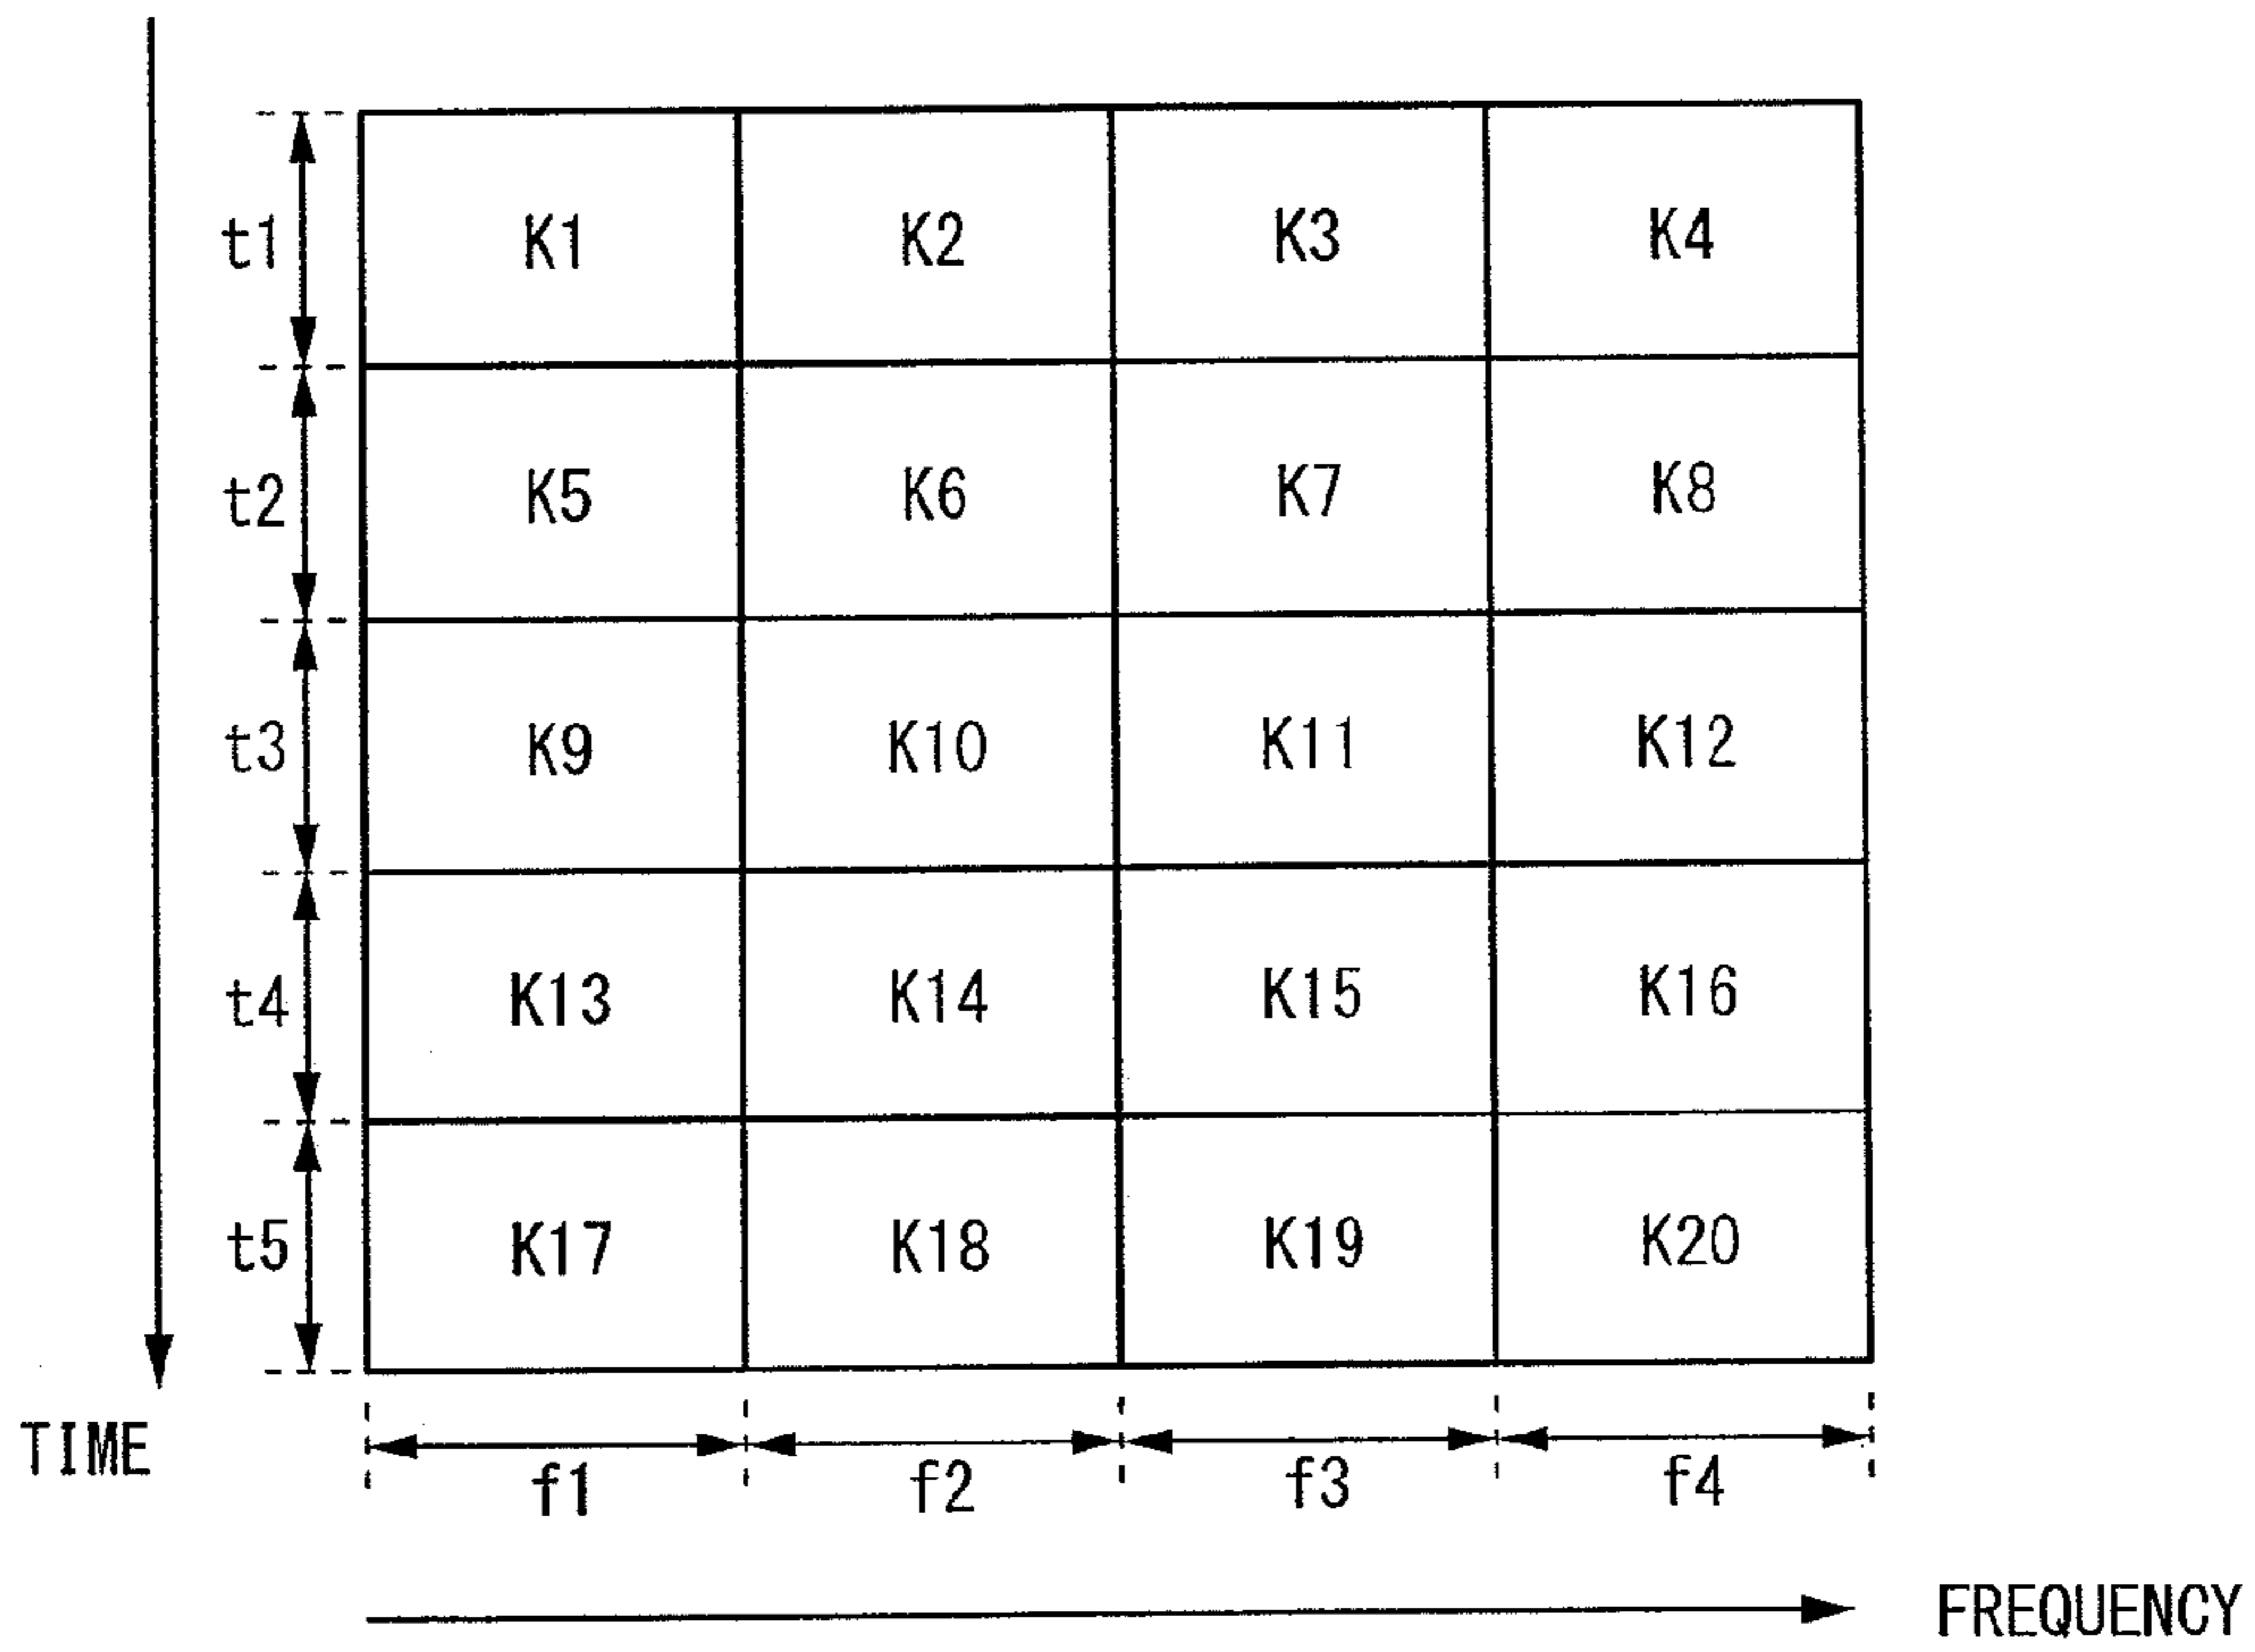 t1 K1 K2 K3 K4
t2 K5 K6 K7 K8
t3 K9 K10 K11 K12
t4 K13 K14 K15 K16
t5 K17 K18 K19 K20
TIME
f1 f2 f3 f4
FREQUENCY